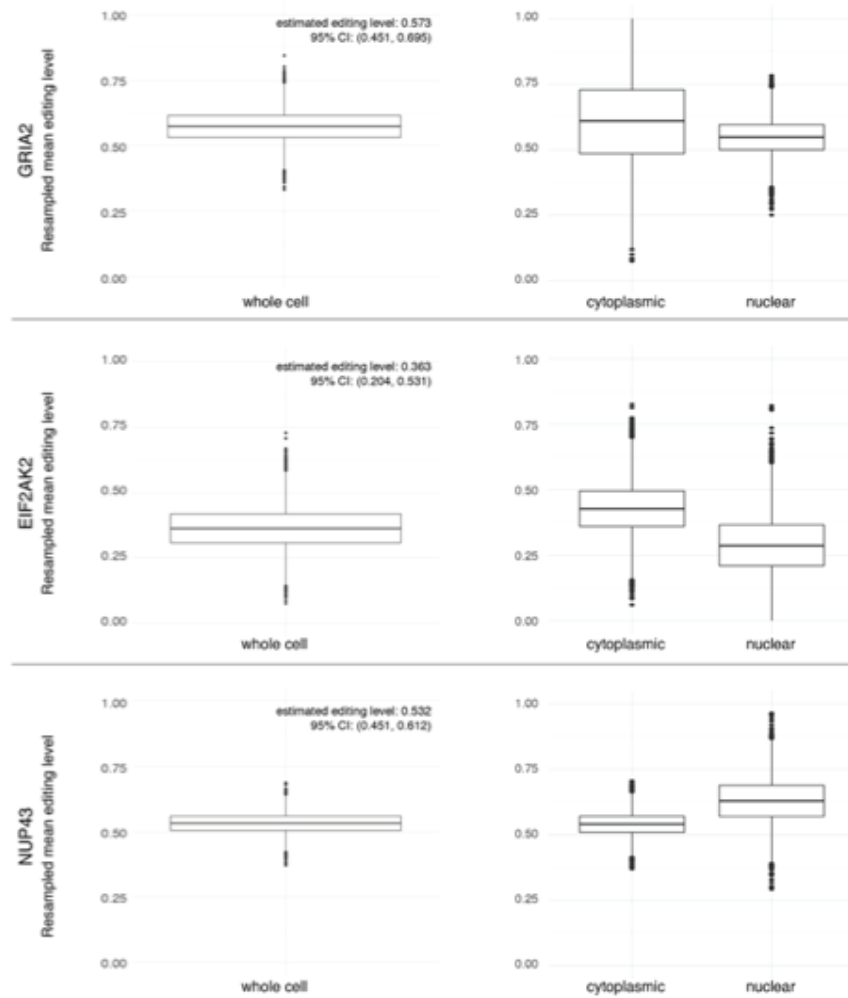 GRIA2
Resampled mean editing level
1.00
0.75
0.50
0.25
0.00
estimated editing level: 0.573
95% CI: (0.451, 0.695)
whole cell
1.00
0.75
0.50
0.25
0.00
cytoplasmic
nuclear
EIF2AK2
Resampled mean editing level
1.00
0.75
0.50
0.25
0.00
estimated editing level: 0.363
95% CI: (0.204, 0.531)
whole cell
1.00
0.75
0.50
0.25
0.00
cytoplasmic
nuclear
NUP43
Resampled mean editing level
1.00
0.75
0.50
0.25
0.00
estimated editing level: 0.532
95% CI: (0.451, 0.612)
whole cell
1.00
0.75
0.50
0.25
0.00
cytoplasmic
nuclear